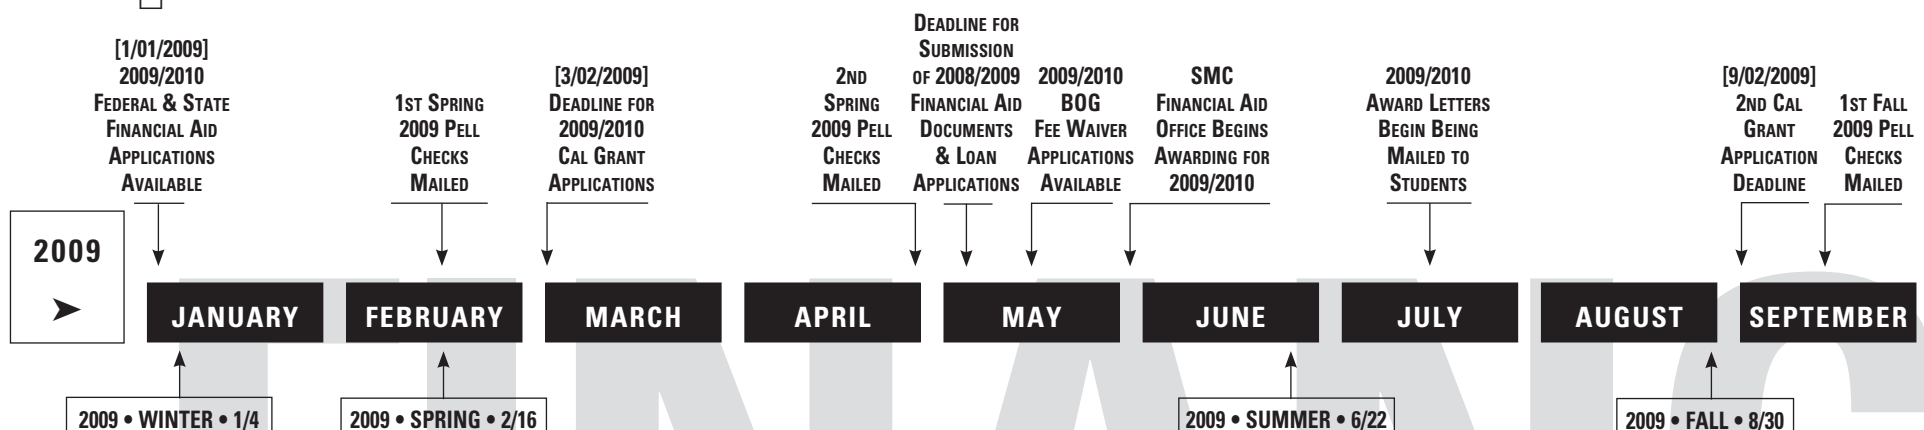 [1/01/2009]
2009/2010
FEDERAL & STATE
FINANCIAL AID
APPLICATIONS
AVAILABLE
1ST SPRING
2009 PELL
CHECKS
MAILED
[3/02/2009]
DEADLINE FOR
2009/2010
CAL GRANT
APPLICATIONS
2ND
SPRING
2009 PELL
CHECKS
MAILED
DEADLINE FOR
SUBMISSION
OF 2008/2009
FINANCIAL AID
DOCUMENTS
& LOAN
APPLICATIONS
2009/2010
BOG
FEE WAIVER
APPLICATIONS
AVAILABLE
SMC
FINANCIAL AID
OFFICE BEGINS
AWARDING FOR
2009/2010
2009/2010
AWARD LETTERS
BEGIN BEING
MAILED TO
STUDENTS
[9/02/2009]
2ND CAL
GRANT
APPLICATION
DEADLINE
1ST FALL
2009 PELL
CHECKS
MAILED
2009
JANUARY
FEBRUARY
MARCH
APRIL
MAY
JUNE
JULY
AUGUST
SEPTEMBER
2009 • WINTER • 1/4
2009 • SPRING • 2/16
2009 • SUMMER • 6/22
2009 • FALL • 8/30